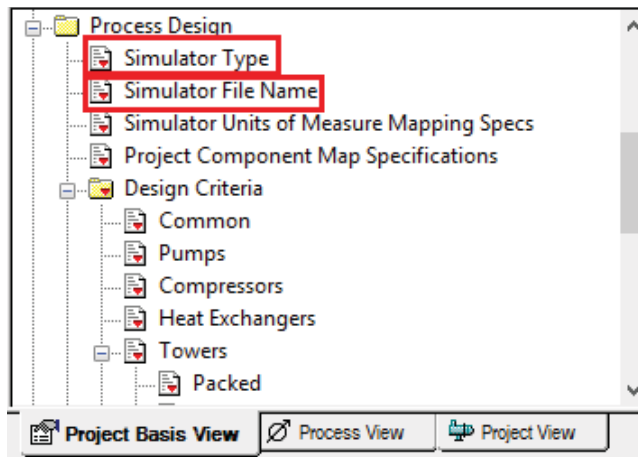 Process Design
Simulator Type
Simulator File Name
Simulator Units of Measure Mapping Specs
Project Component Map Specifications
Design Criteria
Common
Pumps
Compressors
Heat Exchangers
Towers
Packed
Project Basis View Process View Project View